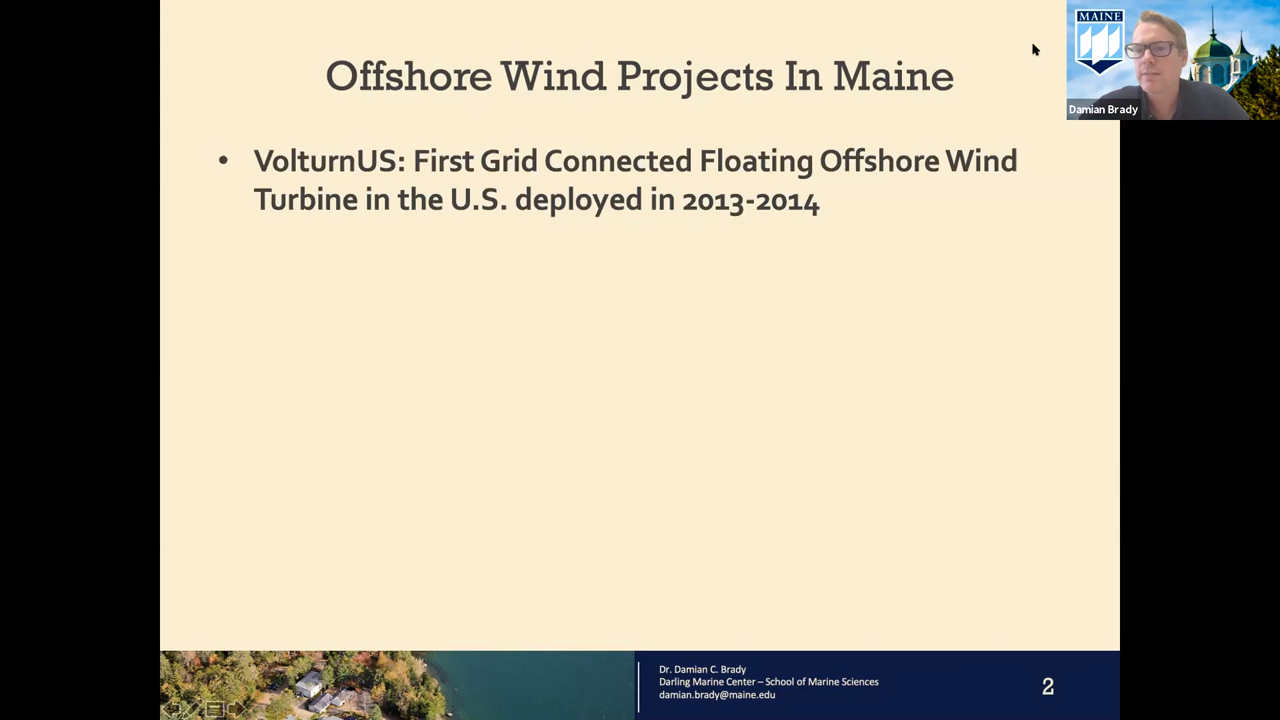 Offshore Wind Projects In Maine
MAINE
Damian Brady
• VolturnUS: First Grid Connected Floating Offshore Wind
Turbine in the U.S. deployed in 2013-2014
Dr. Damian C. Brady
Darling Marine Center – School of Marine Sciences
damian.brady@maine.edu
2